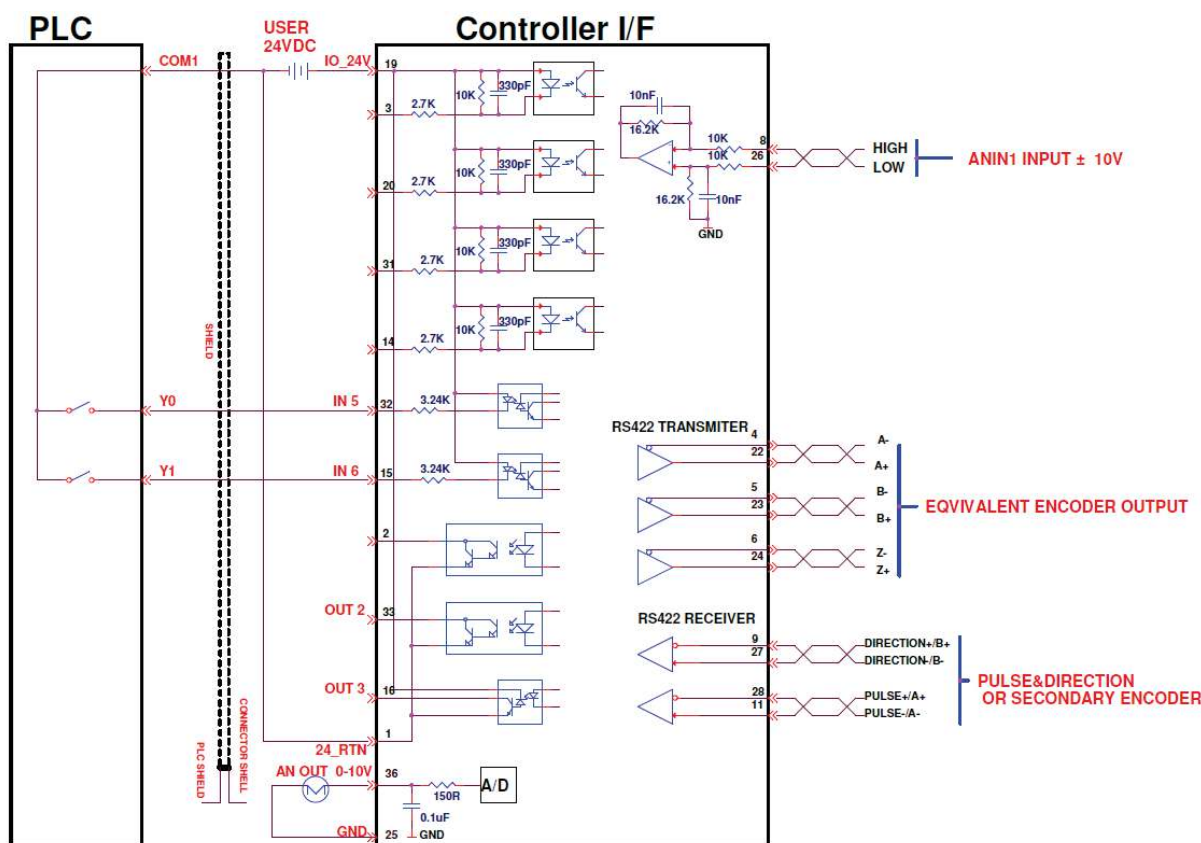 PLC
Controller I/F
USER
24VDC
COM1
IO_24V
19
10K
330pF
3
2.7K
10K
330pF
20
2.7K
10K
330pF
31
2.7K
10K
330pF
14
2.7K
SHIELD
Y0
IN 5
32
3.24K
Y1
IN 6
15
3.24K
2
OUT 2
33
OUT 3
16
1
24_RTN
CONNECTOR SHELL
PLC SHIELD
AN OUT 0-10V
36
150R
A/D
0.1uF
GND
GND
25
10nF
16.2K
10K
8
HIGH
10K
26
LOW
ANIN1 INPUT ± 10V
+
16.2K
10nF
GND
RS422 TRANSMITER
4
A-
22
A+
5
B-
23
B+
6
Z-
24
Z+
EQVIVALENT ENCODER OUTPUT
RS422 RECEIVER
9
DIRECTION+/B+
27
DIRECTION-/B-
28
PULSE+/A+
11
PULSE-/A-
PULSE&DIRECTION
OR SECONDARY ENCODER